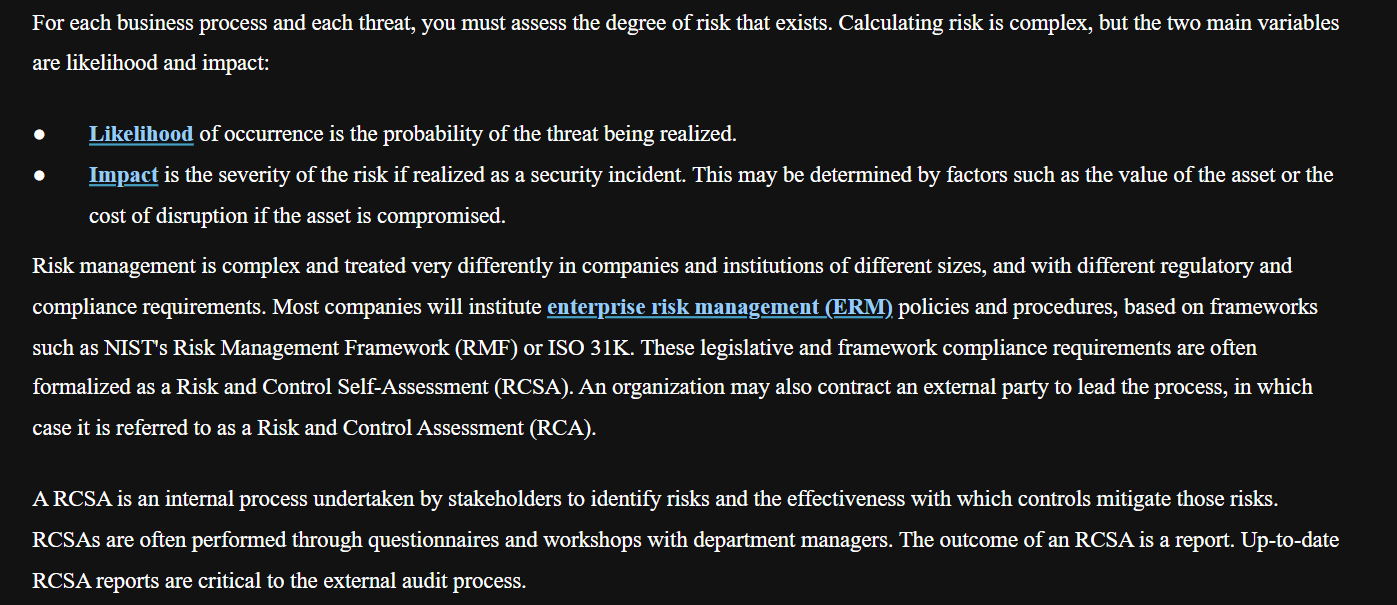 For each business process and each threat, you must assess the degree of risk that exists. Calculating risk is complex, but the two main variables
are likelihood and impact:
● Likelihood of occurrence is the probability of the threat being realized.
● Impact is the severity of the risk if realized as a security incident. This may be determined by factors such as the value of the asset or the
cost of disruption if the asset is compromised.
Risk management is complex and treated very differently in companies and institutions of different sizes, and with different regulatory and
compliance requirements. Most companies will institute enterprise risk management (ERM) policies and procedures, based on frameworks
such as NIST's Risk Management Framework (RMF) or ISO 31K. These legislative and framework compliance requirements are often
formalized as a Risk and Control Self-Assessment (RCSA). An organization may also contract an external party to lead the process, in which
case it is referred to as a Risk and Control Assessment (RCA).
A RCSA is an internal process undertaken by stakeholders to identify risks and the effectiveness with which controls mitigate those risks.
RCSAs are often performed through questionnaires and workshops with department managers. The outcome of an RCSA is a report. Up-to-date
RCSA reports are critical to the external audit process.